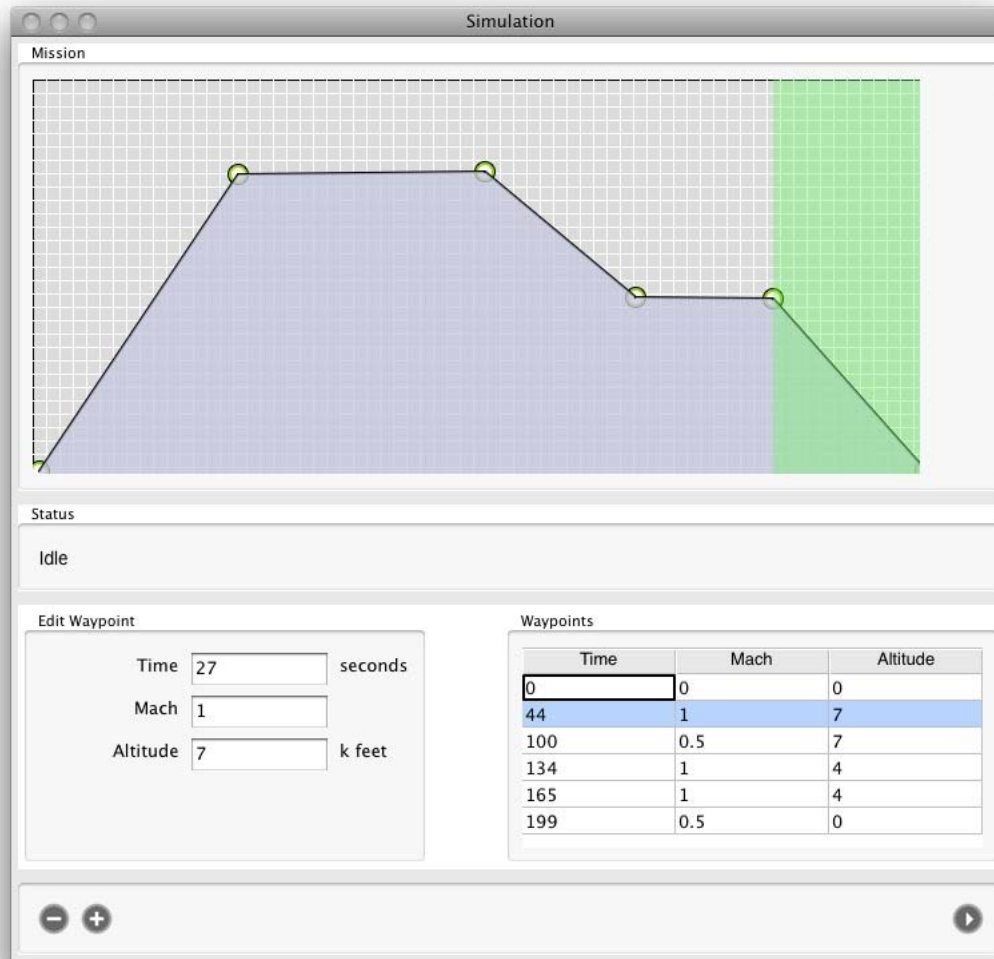 Simulation
Mission
Status
Idle
Edit Waypoint
Time 27 seconds
Mach 1
Altitude 7 k feet
Waypoints
Time Mach Altitude
0 0 0
44 1 7
100 0.5 7
134 1 4
165 1 4
199 0.5 0